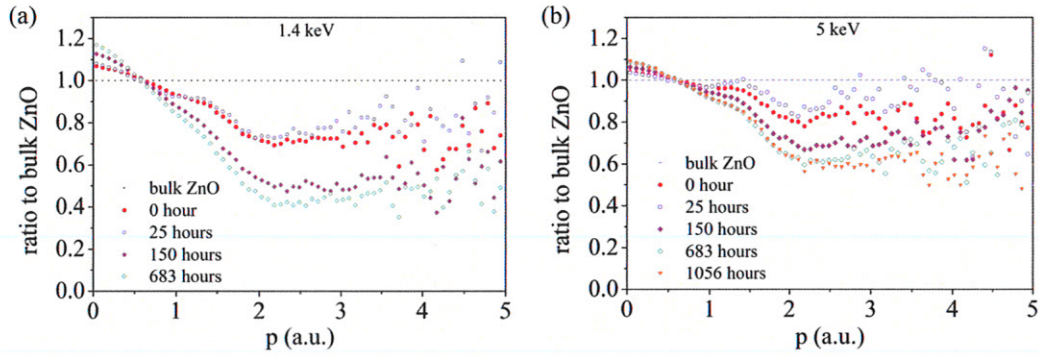 (a)
1.4 keV
ratio to bulk ZnO
1.2
1.0
0.8
0.6
0.4
0.2
0.0
bulk ZnO
0 hour
25 hours
150 hours
683 hours
0 1 2 3 4 5
p (a.u.)
(b)
5 keV
ratio to bulk ZnO
1.2
1.0
0.8
0.6
0.4
0.2
0.0
bulk ZnO
0 hour
25 hours
150 hours
683 hours
1056 hours
0 1 2 3 4 5
p (a.u.)